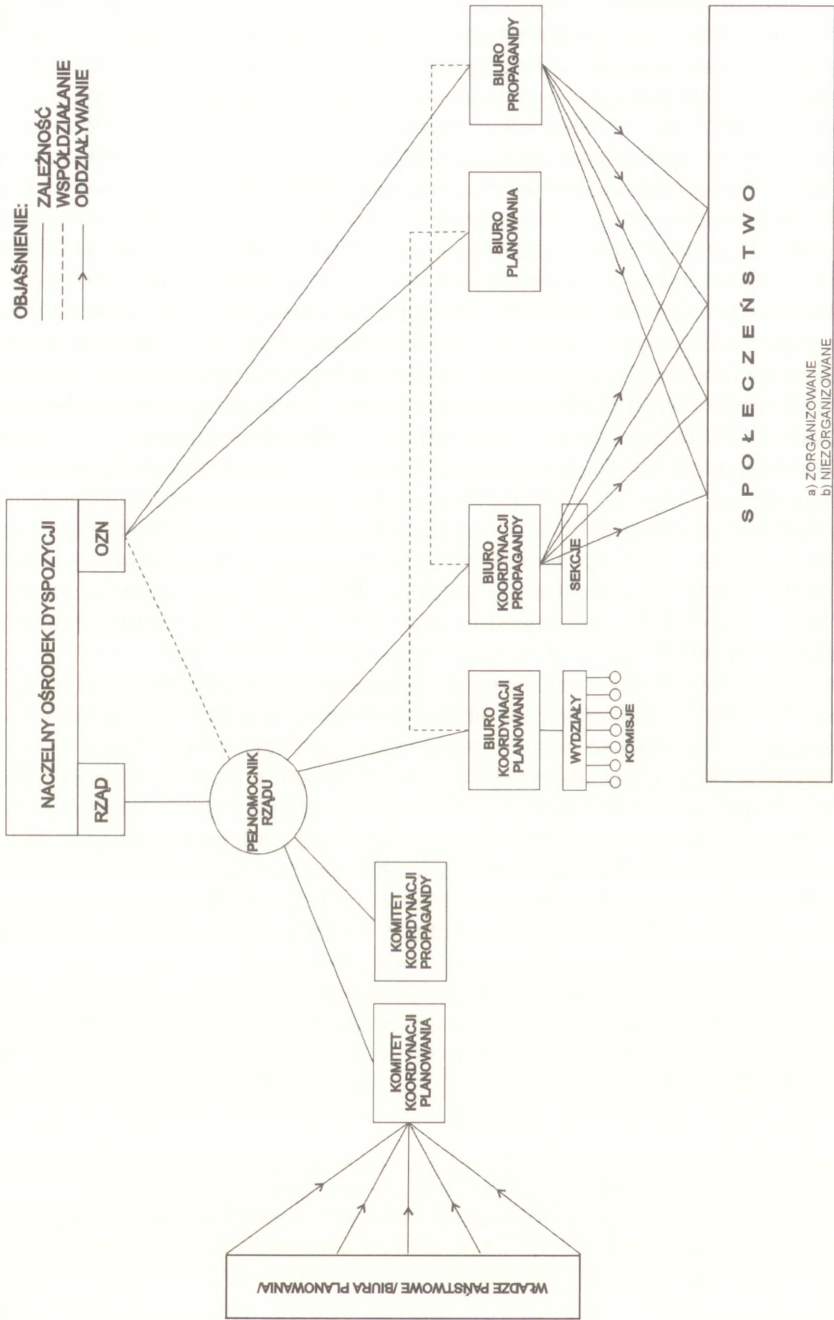 OBJAŚNIENIE:
ZALEŻNOŚĆ
WSPÓŁDZIAŁANIE
ODDZIAŁYWANIE
NACZELNY OŚRODEK DYSPOZYCJI
RZĄD
OZN
PEŁNOMOCNIK
RZĄDU
KOMITET
KOORDYNACJI
PLANOWANIA
KOMITET
KOORDYNACJI
PROPAGANDY
BIURO
KOORDYNACJI
PLANOWANIA
BIURO
KOORDYNACJI
PROPAGANDY
BIURO
PLANOWANIA
BIURO
PROPAGANDY
WYDZIAŁY
KOMISJE
SEKCJE
WŁADZE PAŃSTWOWE /BIURA PLANOWANIA/
SPOŁECZEŃSTWO
a) ZORGANIZOWANE
b) NIEZORGANIZOWANE